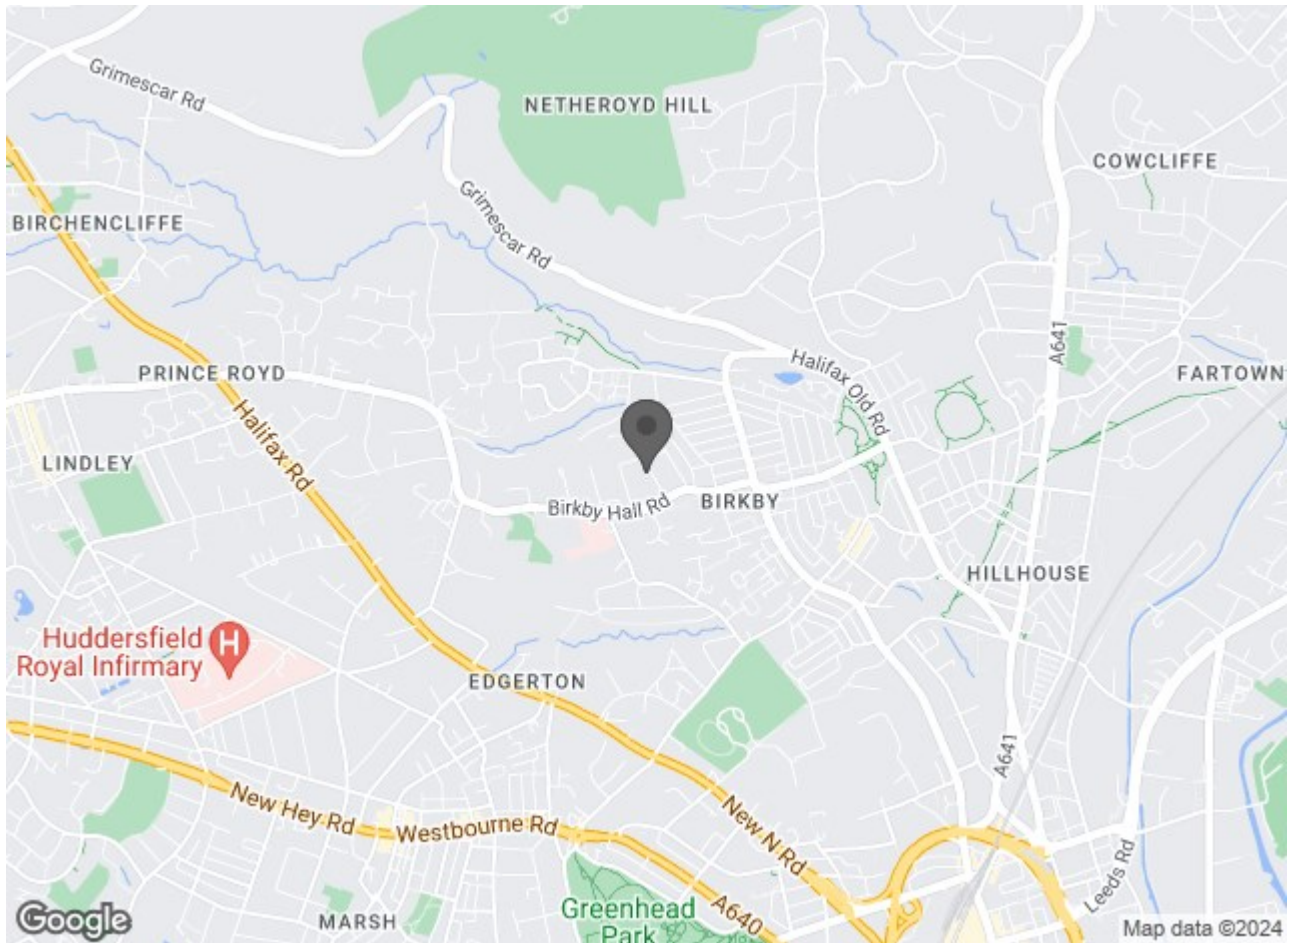 Grimescar Rd
NETHEROYD HILL
COWCLIFFE
Grimescar Rd
BIRCHENCLIFFE
A641
Halifax Old Rd
PRINCE ROYD
FARTOWN
Halifax Rd
LINDLEY
Birkby Hall Rd
BIRKBY
HILLHOUSE
Huddersfield
Royal Infirmary
H
EDGERTON
A641
New Hey Rd
Westbourne Rd
New N Rd
Leeds Rd
MARSH
Greenhead
Park
A640
Google
Map data ©2024